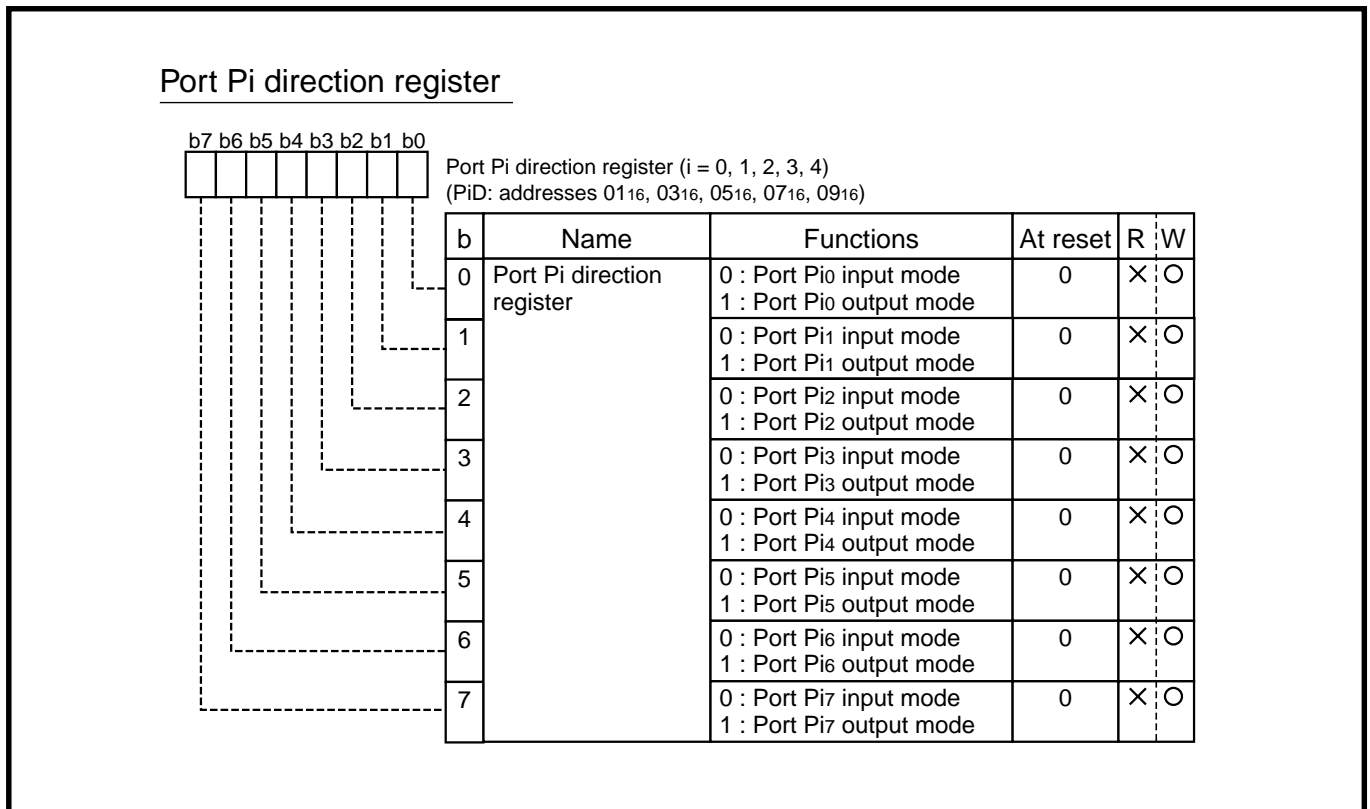 Port Pi direction register
b7 b6 b5 b4 b3 b2 b1 b0
Port Pi direction register (i = 0, 1, 2, 3, 4)
(PiD: addresses 0116, 0316, 0516, 0716, 0916)
b Name Functions At reset R W
0 Port Pi direction register 0 : Port Pi0 input mode 0 × ○
1 : Port Pi0 output mode
1 0 : Port Pi1 input mode 0 × ○
1 : Port Pi1 output mode
2 0 : Port Pi2 input mode 0 × ○
1 : Port Pi2 output mode
3 0 : Port Pi3 input mode 0 × ○
1 : Port Pi3 output mode
4 0 : Port Pi4 input mode 0 × ○
1 : Port Pi4 output mode
5 0 : Port Pi5 input mode 0 × ○
1 : Port Pi5 output mode
6 0 : Port Pi6 input mode 0 × ○
1 : Port Pi6 output mode
7 0 : Port Pi7 input mode 0 × ○
1 : Port Pi7 output mode